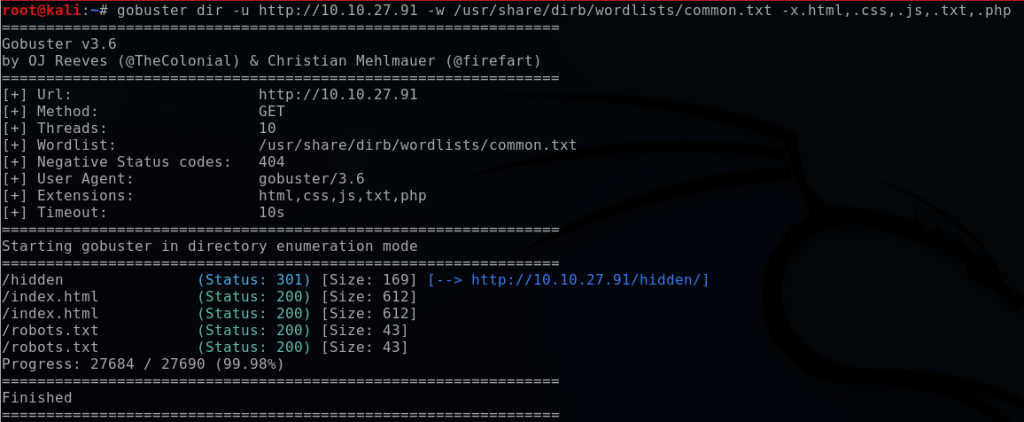 root@kali:~# gobuster dir -u http://10.10.27.91 -w /usr/share/dirb/wordlists/common.txt -x.html,.css,.js,.txt,.php
===============================================================
Gobuster v3.6
by OJ Reeves (@TheColonial) & Christian Mehlmauer (@firefart)
===============================================================
[+] Url:                     http://10.10.27.91
[+] Method:                  GET
[+] Threads:                 10
[+] Wordlist:                /usr/share/dirb/wordlists/common.txt
[+] Negative Status codes:   404
[+] User Agent:              gobuster/3.6
[+] Extensions:              html,css,js,txt,php
[+] Timeout:                 10s
===============================================================
Starting gobuster in directory enumeration mode
===============================================================
/hidden               (Status: 301) [Size: 169] [--> http://10.10.27.91/hidden/]
/index.html           (Status: 200) [Size: 612]
/index.html           (Status: 200) [Size: 612]
/robots.txt           (Status: 200) [Size: 43]
/robots.txt           (Status: 200) [Size: 43]
Progress: 27684 / 27690 (99.98%)
===============================================================
Finished
===============================================================